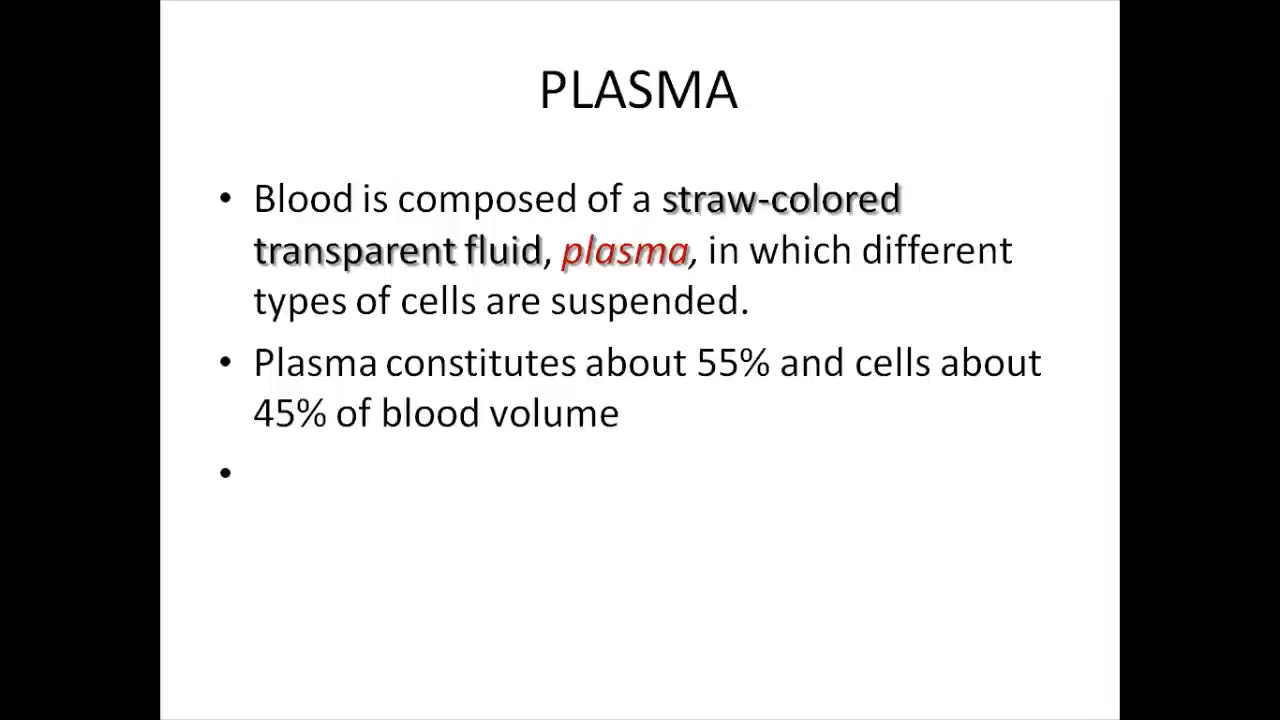 PLASMA
• Blood is composed of a straw-colored
transparent fluid, plasma, in which different
types of cells are suspended.
• Plasma constitutes about 55% and cells about
45% of blood volume
•